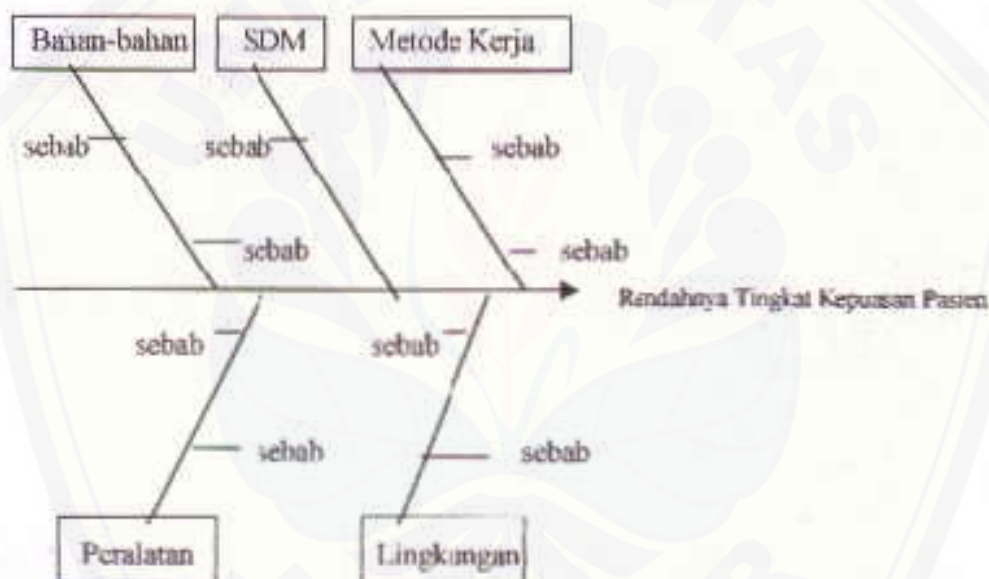 Bahan-bahan SDM Metode Kerja
sebab sebab sebab
sebab sebab
Rendahnya Tingkat Kepuasan Pasien
sebab sebab
sebab sebab
Peralatan Lingkungan